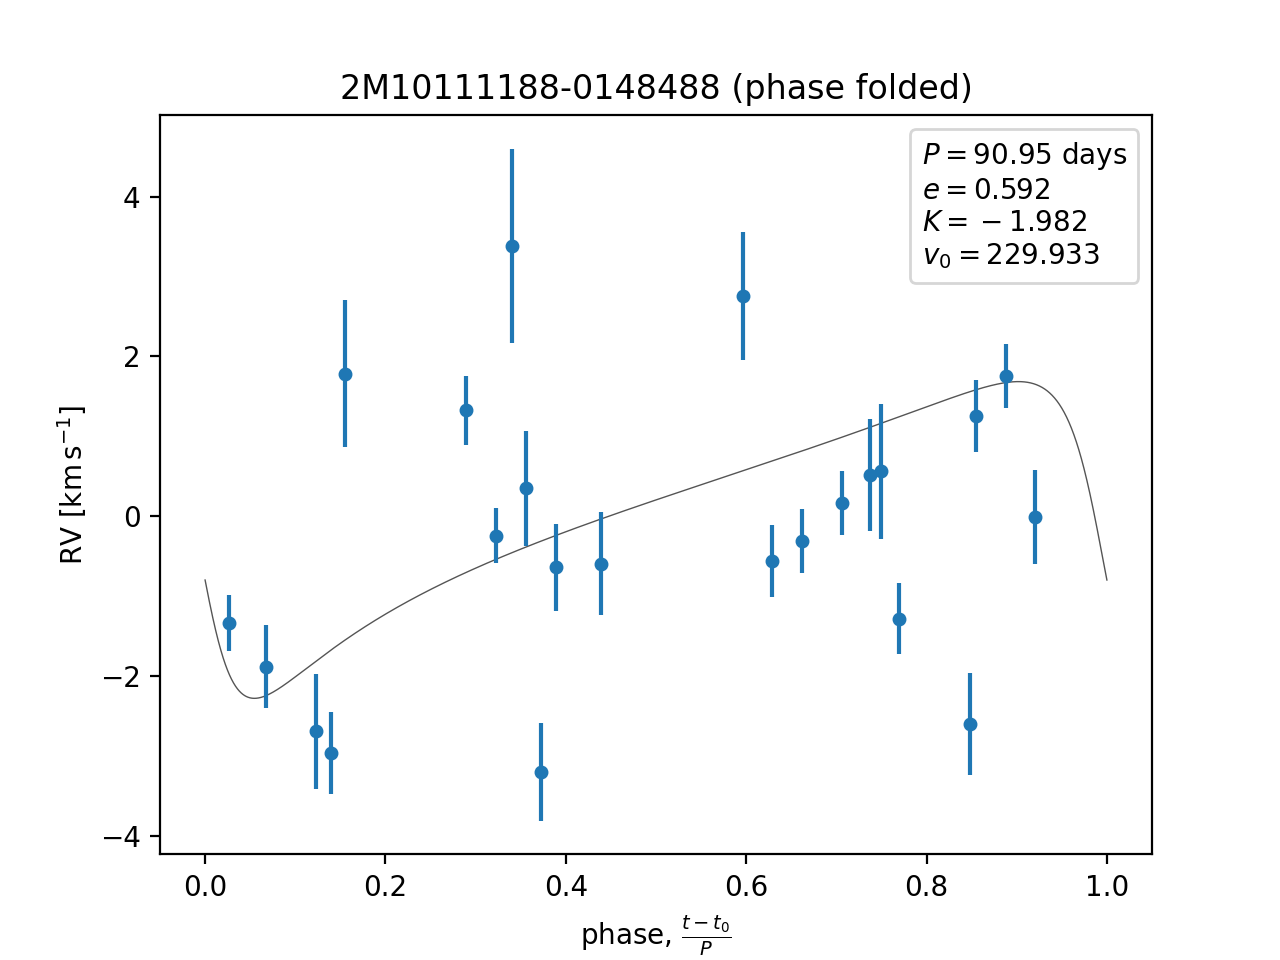 2M10111188-0148488 (phase folded)
P = 90.95 days
e = 0.592
K = −1.982
v₀ = 229.933
RV [km s⁻¹]
4
2
0
−2
−4
0.0 0.2 0.4 0.6 0.8 1.0
phase, (t − t₀)/P